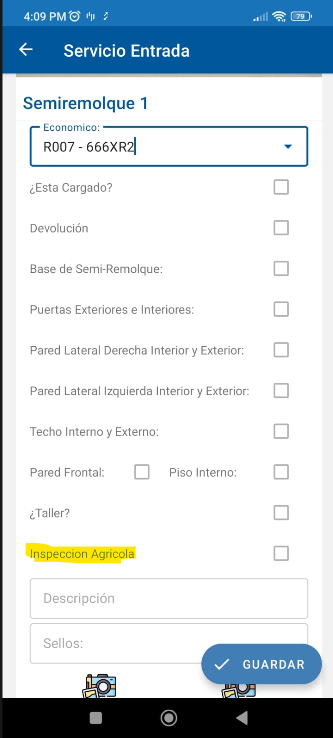 4:09 PM
79
Servicio Entrada
Semiremolque 1
Economico:
R007 - 666XR2
¿Esta Cargado?
Devolución
Base de Semi-Remolque:
Puertas Exteriores e Interiores:
Pared Lateral Derecha Interior y Exterior:
Pared Lateral Izquierda Interior y Exterior:
Techo Interno y Externo:
Pared Frontal: Piso Interno:
¿Taller?
Inspeccion Agricola
Descripción
Sellos:
GUARDAR